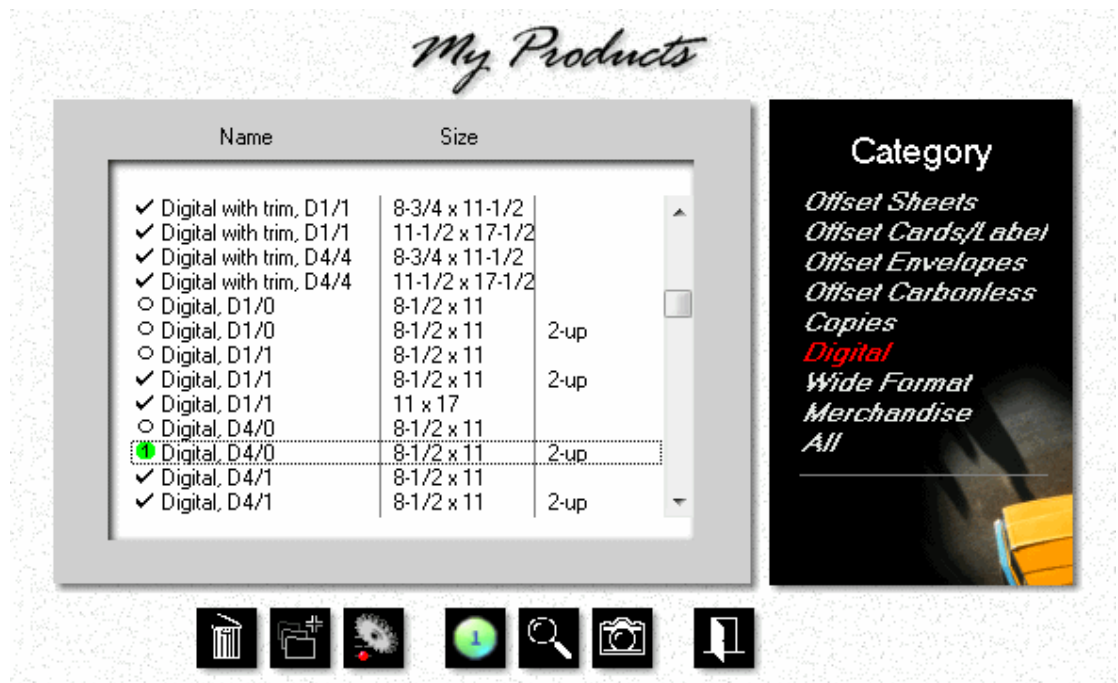 My Products
Name Size
Digital with trim, D1/1 8-3/4 x 11-1/2
Digital with trim, D1/1 11-1/2 x 17-1/2
Digital with trim, D4/4 8-3/4 x 11-1/2
Digital with trim, D4/4 11-1/2 x 17-1/2
Digital, D1/0 8-1/2 x 11
Digital, D1/0 8-1/2 x 11 2-up
Digital, D1/1 8-1/2 x 11
Digital, D1/1 8-1/2 x 11 2-up
Digital, D1/1 11 x 17
Digital, D4/0 8-1/2 x 11
1 Digital, D4/0 8-1/2 x 11 2-up
Digital, D4/1 8-1/2 x 11
Digital, D4/1 8-1/2 x 11 2-up
Category
Offset Sheets
Offset Cards/Label
Offset Envelopes
Offset Carbonless
Copies
Digital
Wide Format
Merchandise
All
1